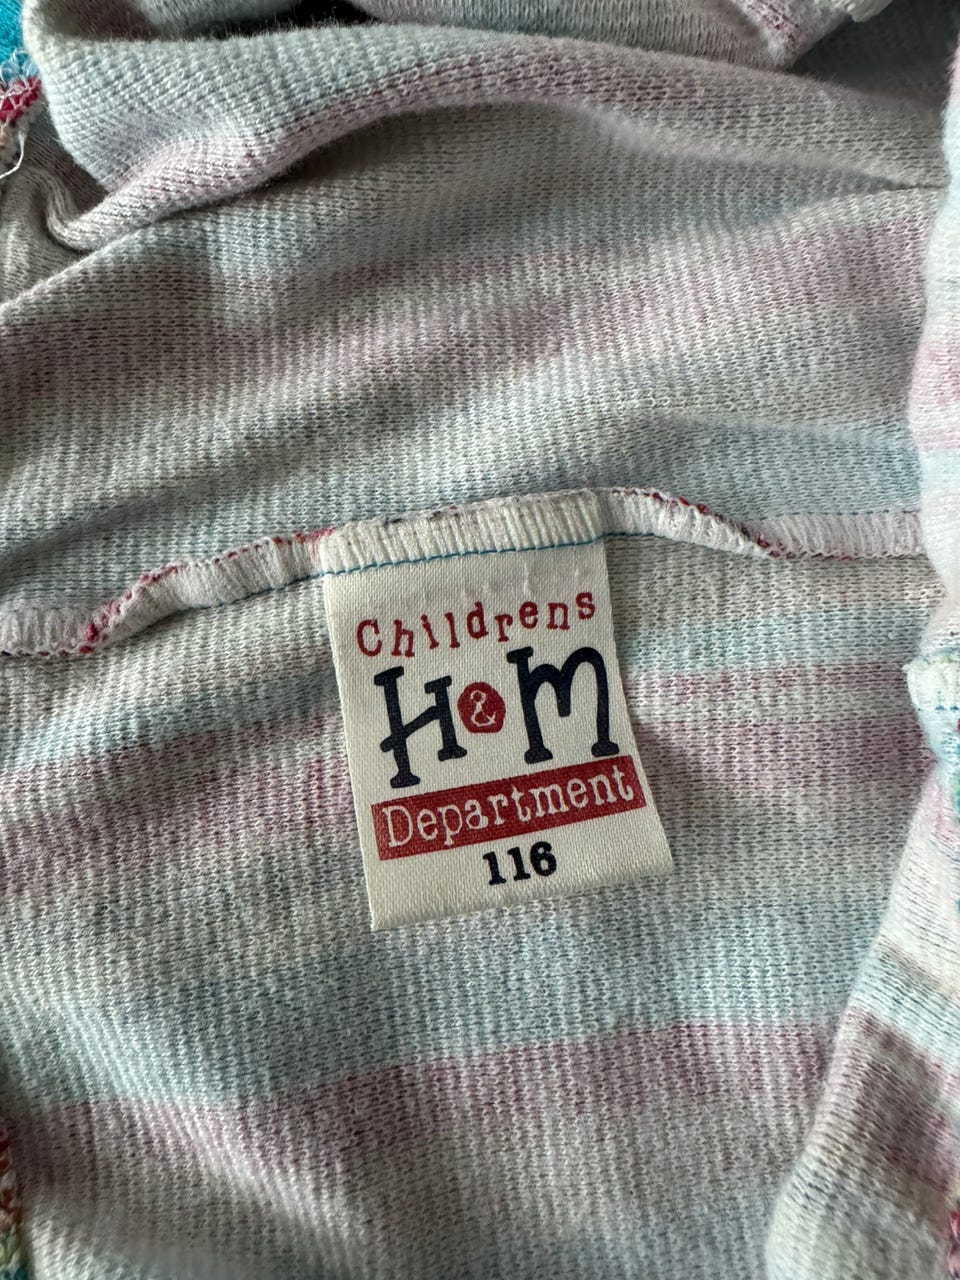 Childrens
H&M
Department
116